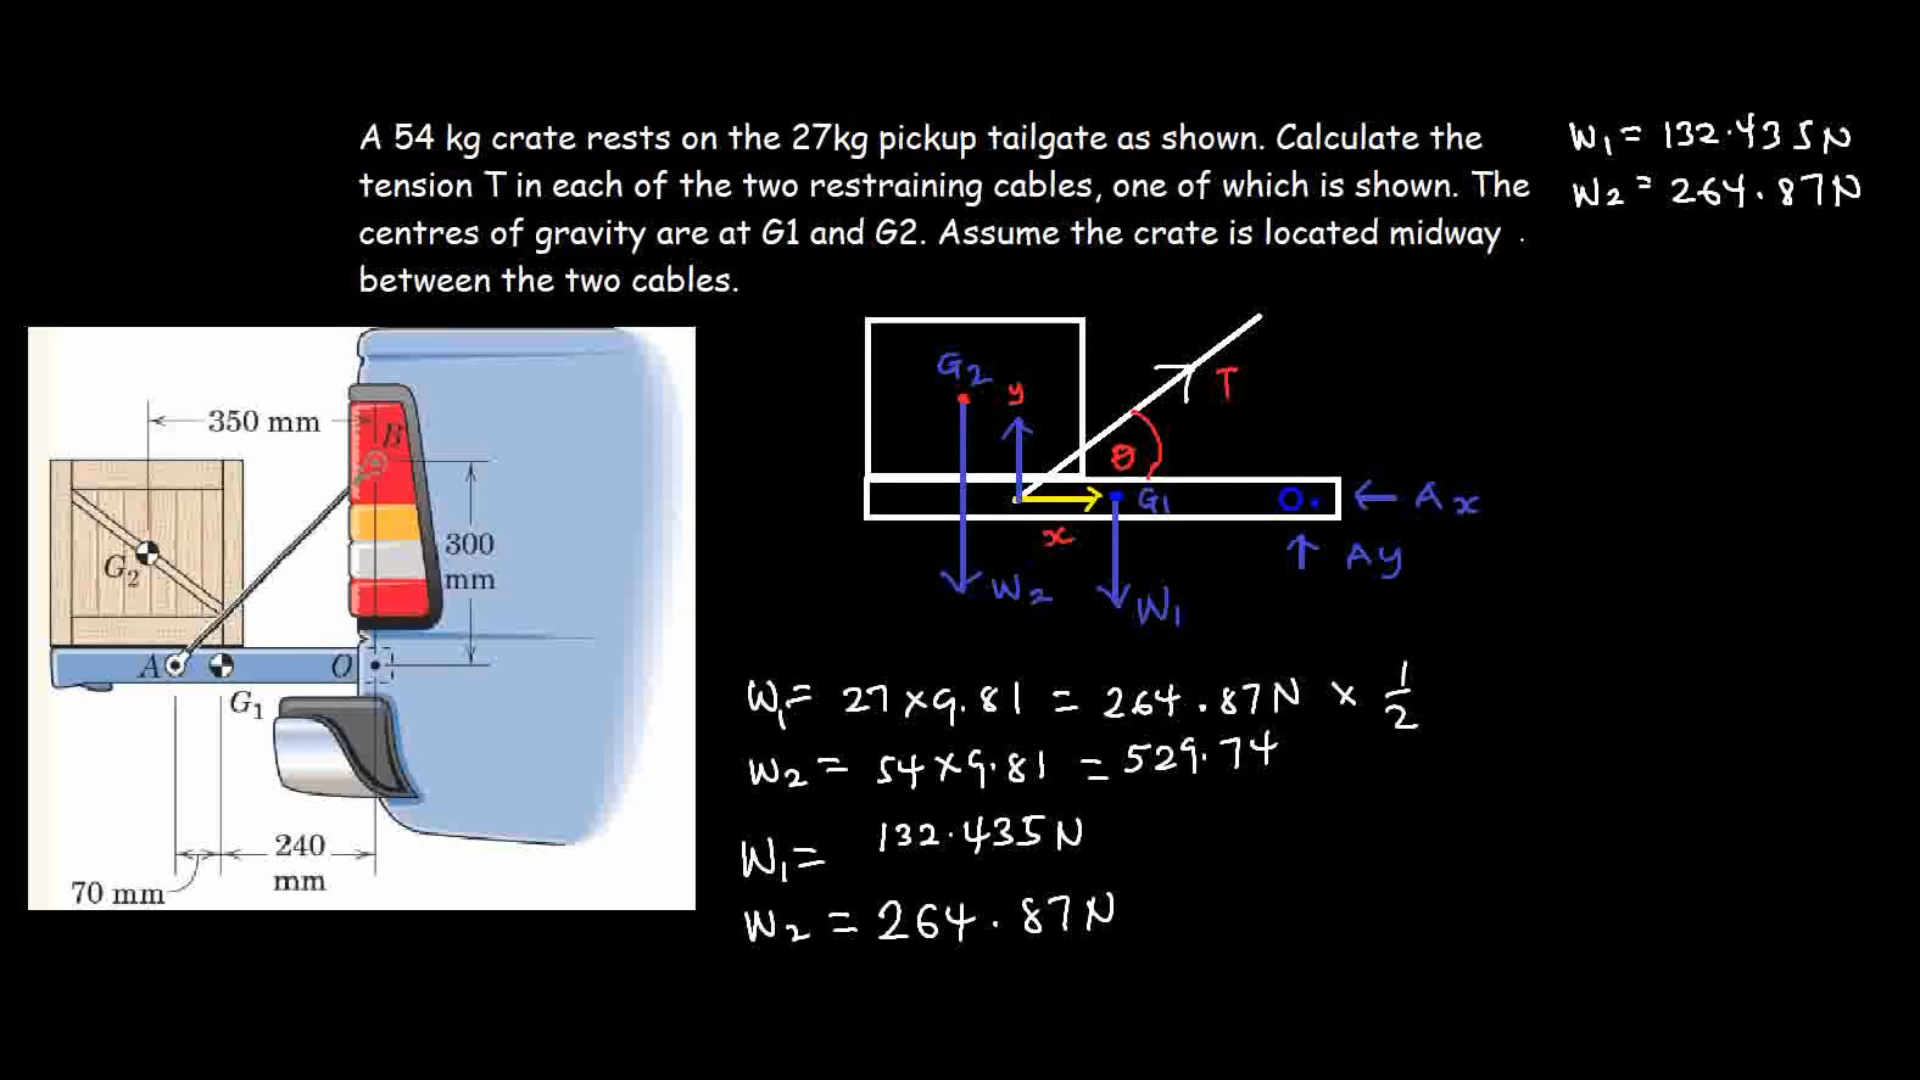 A 54 kg crate rests on the 27kg pickup tailgate as shown. Calculate the
tension T in each of the two restraining cables, one of which is shown. The
centres of gravity are at G1 and G2. Assume the crate is located midway
between the two cables.
W1 = 132.435N
W2 = 264.87N
350 mm
B
G2
300
mm
A
O
G1
240
mm
70 mm
G2
y
T
θ
G1
O
Ax
x
Ay
W2
W1
W1 = 27 x 9.81 = 264.87N x 1/2
W2 = 54 x 9.81 = 529.74
W1 = 132.435N
W2 = 264.87N